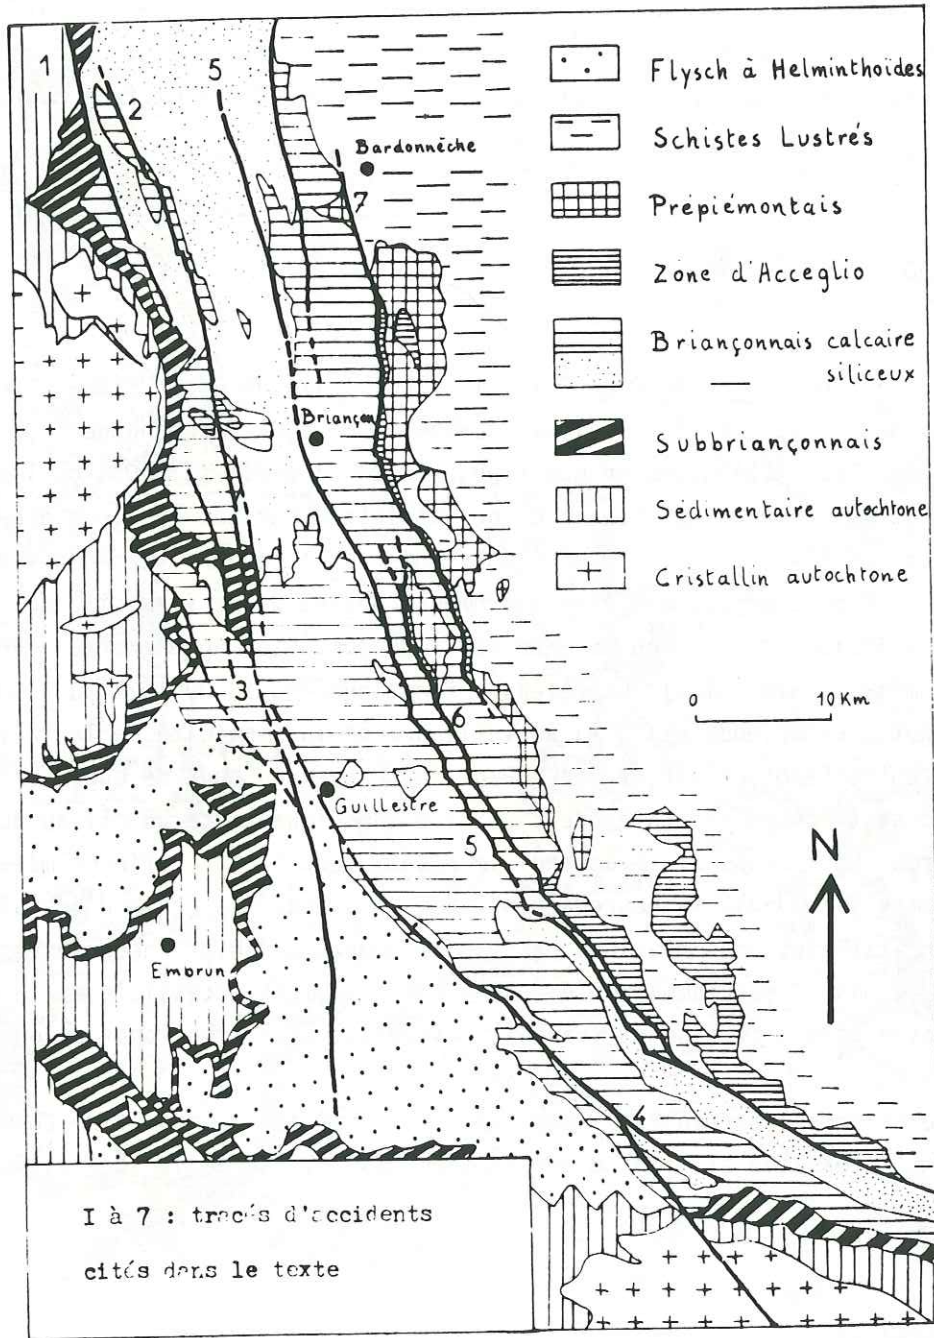 1
2
5
Bardonnèche
7
Briançon
3
6
Guillestre
5
Embrun
4
Flysch à Helminthoïdes
Schistes Lustrés
Prépiémontais
Zone d'Acceglio
Briançonnais calcaire
— siliceux
Subbriançonnais
Sédimentaire autochtone
Cristallin autochtone
0 10 Km
N
I à 7 : tracés d'accidents
cités dans le texte